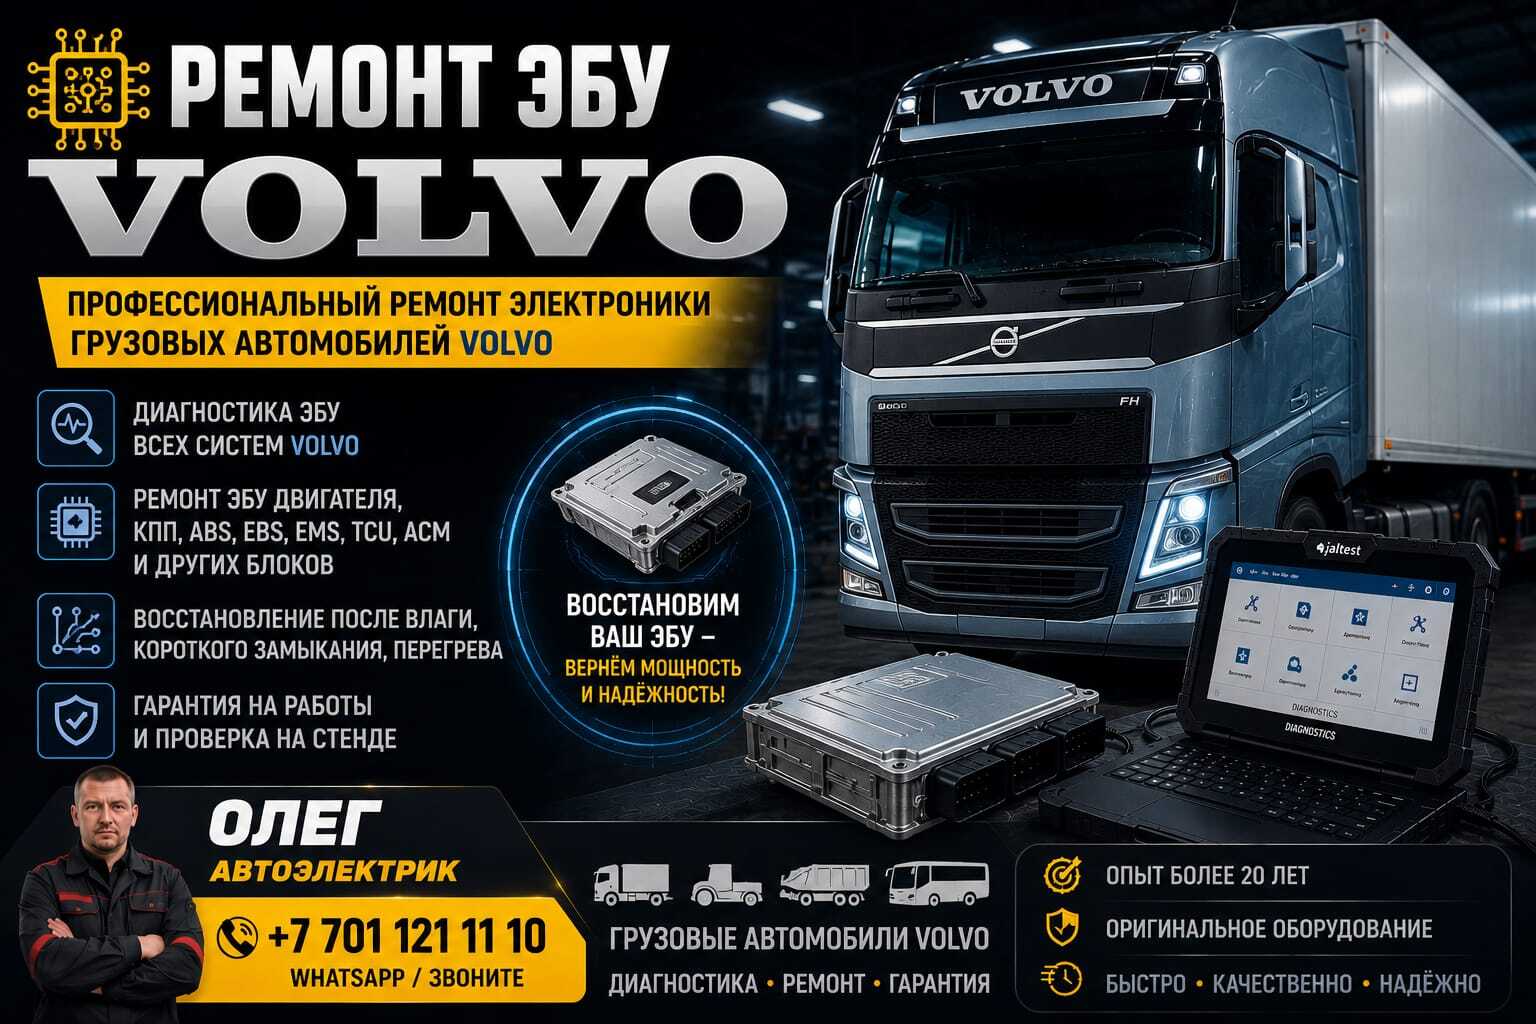 РЕМОНТ ЭБУ
VOLVO
ПРОФЕССИОНАЛЬНЫЙ РЕМОНТ ЭЛЕКТРОНИКИ
ГРУЗОВЫХ АВТОМОБИЛЕЙ VOLVO
ДИАГНОСТИКА ЭБУ
ВСЕХ СИСТЕМ VOLVO
РЕМОНТ ЭБУ ДВИГАТЕЛЯ,
КПП, ABS, EBS, EMS, TCU, ACM
И ДРУГИХ БЛОКОВ
ВОССТАНОВЛЕНИЕ ПОСЛЕ ВЛАГИ,
КОРОТКОГО ЗАМЫКАНИЯ, ПЕРЕГРЕВА
ГАРАНТИЯ НА РАБОТЫ
И ПРОВЕРКА НА СТЕНДЕ
ВОССТАНОВИМ
ВАШ ЭБУ –
ВЕРНЁМ МОЩНОСТЬ
И НАДЁЖНОСТЬ!
VOLVO
FH
jaltest
DIAGNOSTICS
DIAGNOSTICS
ОЛЕГ
АВТОЭЛЕКТРИК
+7 701 121 11 10
WHATSAPP / ЗВОНИТЕ
ГРУЗОВЫЕ АВТОМОБИЛИ VOLVO
ДИАГНОСТИКА • РЕМОНТ • ГАРАНТИЯ
ОПЫТ БОЛЕЕ 20 ЛЕТ
ОРИГИНАЛЬНОЕ ОБОРУДОВАНИЕ
БЫСТРО • КАЧЕСТВЕННО • НАДЁЖНО